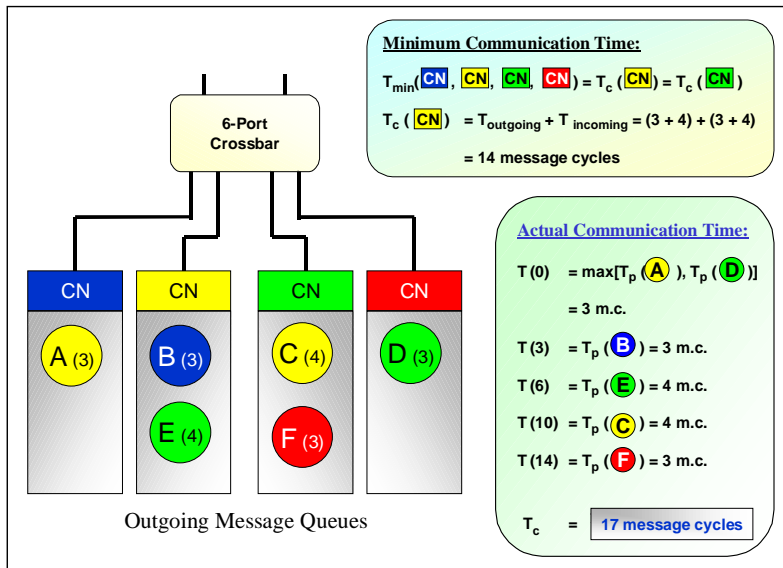 Minimum Communication Time:
Tmin(CN, CN, CN, CN) = Tc (CN) = Tc (CN)
Tc (CN) = Toutgoing + T incoming = (3 + 4) + (3 + 4)
= 14 message cycles
6-Port
Crossbar
CN CN CN CN
A (3) B (3) C (4) D (3)
E (4) F (3)
Outgoing Message Queues
Actual Communication Time:
T (0) = max[Tp (A), Tp (D)]
= 3 m.c.
T (3) = Tp (B) = 3 m.c.
T (6) = Tp (E) = 4 m.c.
T (10) = Tp (C) = 4 m.c.
T (14) = Tp (F) = 3 m.c.
Tc = 17 message cycles